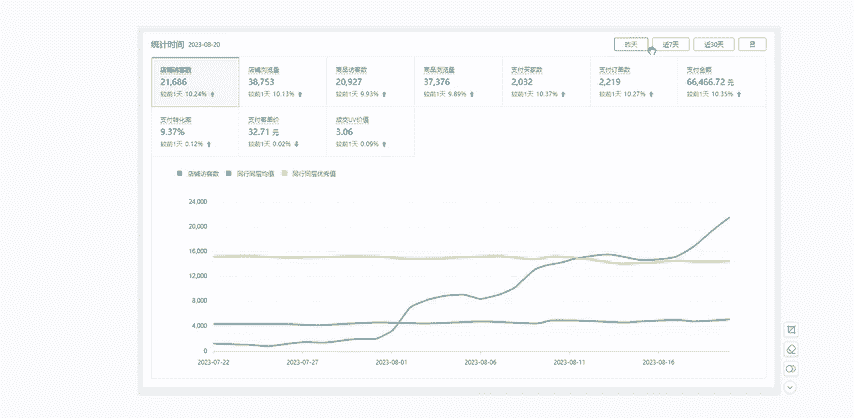 统计时间 2023-08-20
昨天 近7天 近30天 日
店铺访客数 店铺浏览量 商品访客数 商品浏览量 支付买家数 支付订单数 支付金额
21,686 38,753 20,927 37,376 2,032 2,219 66,466.72 元
较前1天 10.24% 较前1天 10.13% 较前1天 9.93% 较前1天 9.89% 较前1天 10.37% 较前1天 10.27% 较前1天 10.35%
支付转化率 支付客单价 成交UV价值
9.37% 32.71 元 3.06
较前1天 0.12% 较前1天 0.02% 较前1天 0.09%
店铺访客数 同行同层均值 同行同层优秀值
24,000
20,000
16,000
12,000
8,000
4,000
0
2023-07-22 2023-07-27 2023-08-01 2023-08-06 2023-08-11 2023-08-16